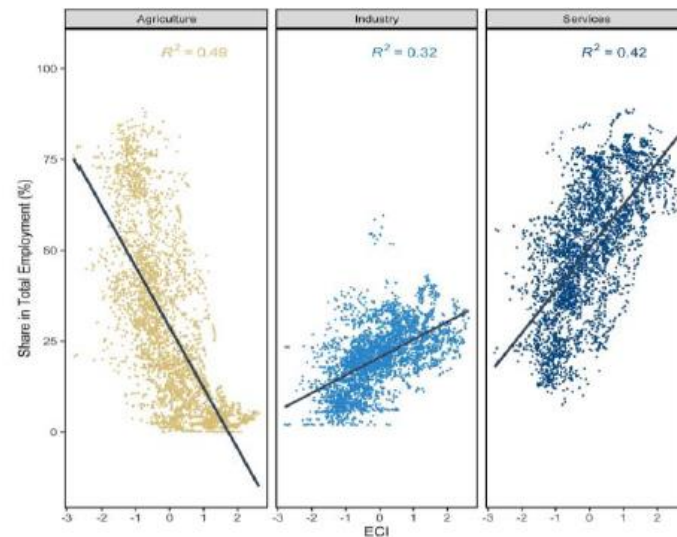 Agriculture Industry Services
R² = 0.49 R² = 0.32 R² = 0.42
100
75
50
25
0
Share in Total Employment (%)
-3 -2 -1 0 1 2 -3 -2 -1 0 1 2 -3 -2 -1 0 1 2
ECI